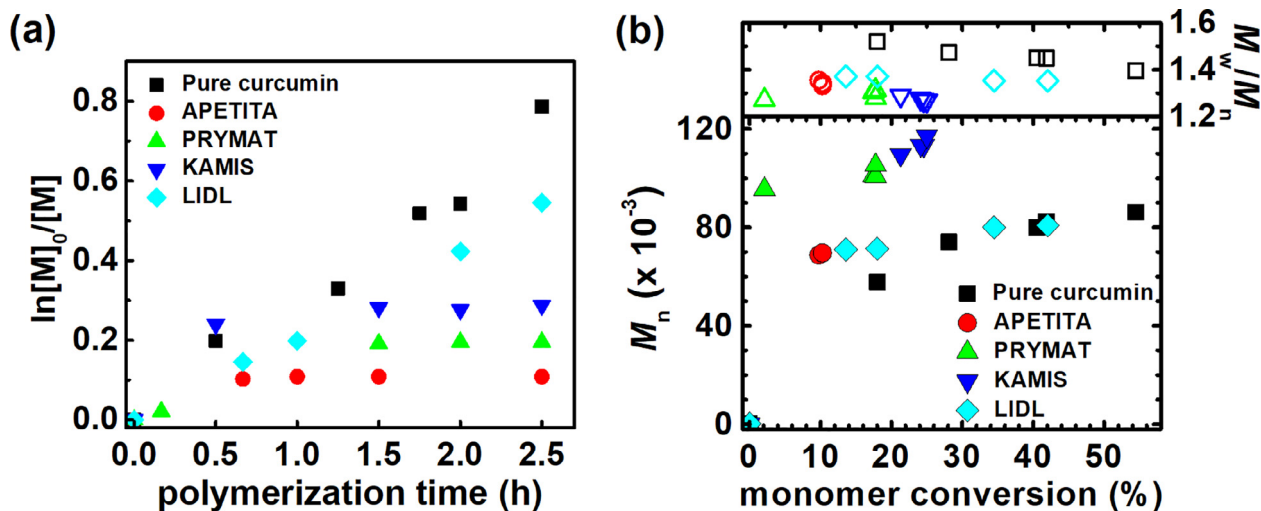 (a)
0.8
0.6
0.4
0.2
0.0
ln[M]₀/[M]
Pure curcumin
APETITA
PRYMAT
KAMIS
LIDL
0.0 0.5 1.0 1.5 2.0 2.5
polymerization time (h)
(b)
1.6
1.4
1.2
Mw/Mn
120
80
40
0
Mn (x 10⁻³)
Pure curcumin
APETITA
PRYMAT
KAMIS
LIDL
0 10 20 30 40 50
monomer conversion (%)